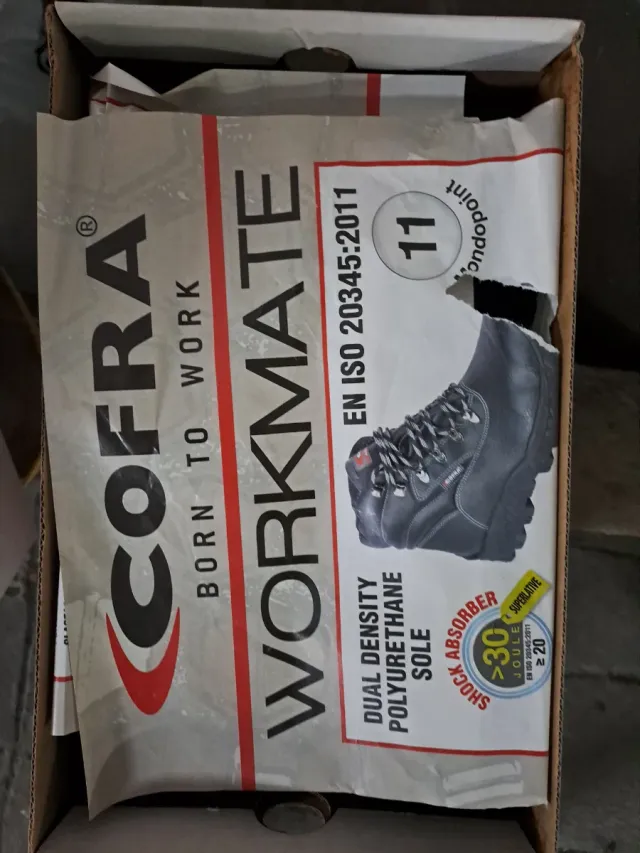 COFRA®
BORN TO WORK
WORKMATE
EN ISO 20345:2011
11
DUAL DENSITY
POLYURETHANE
SOLE
SHOCK ABSORBER
>30
JOULE
SUPERLATIVE
EN ISO 20345:2011
≥ 20